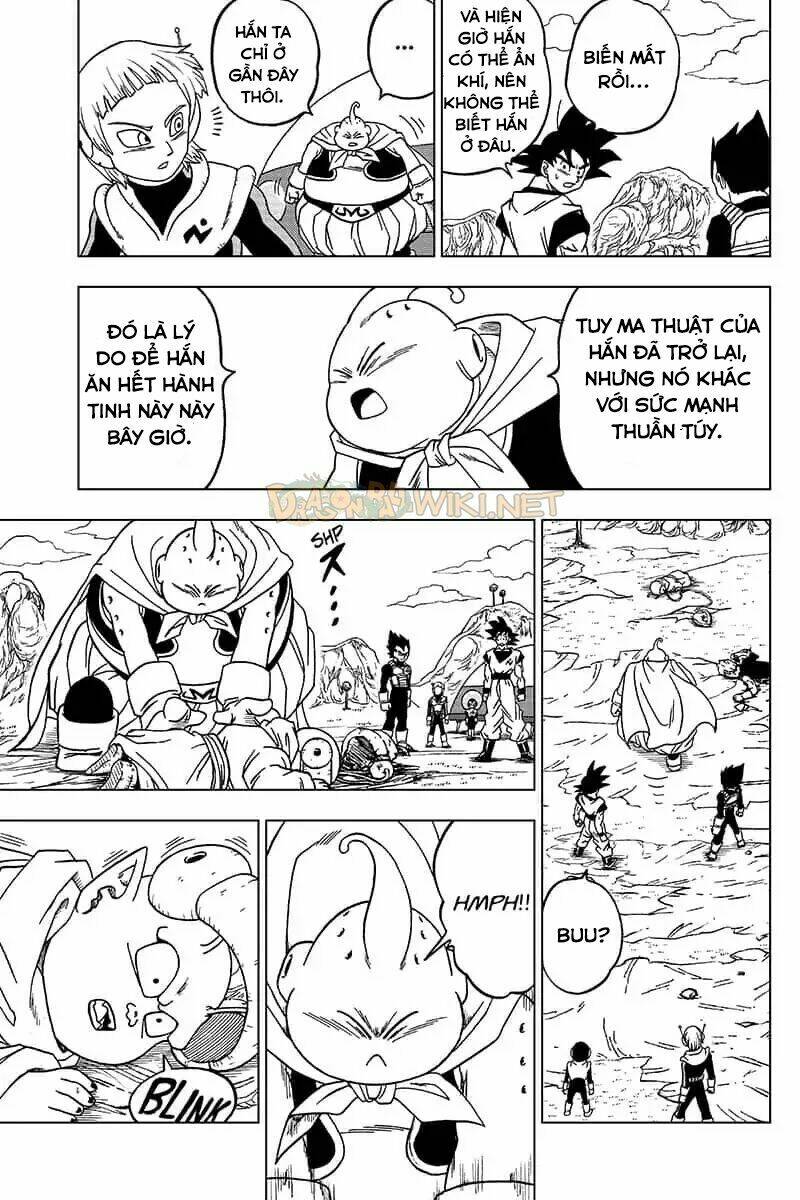 BIẾN MẤT
RỒI...
VÀ HIỆN
GIỜ HẮN
CÓ THỂ ẨN
KHÍ, NÊN
KHÔNG THỂ
BIẾT HẮN
Ở ĐÂU.
...
HẮN TA
CHỈ Ở
GẦN ĐÂY
THÔI.
TUY MA THUẬT CỦA
HẮN ĐÃ TRỞ LẠI,
NHƯNG NÓ KHÁC
VỚI SỨC MẠNH
THUẦN TÚY.
ĐÓ LÀ LÝ
DO ĐỂ HẮN
ĂN HẾT HÀNH
TINH NÀY NÀY
BÂY GIỜ.
DRAGONBALLWIKI.NET
BUU?
SHP
ス...
HMPH!!
BLINK